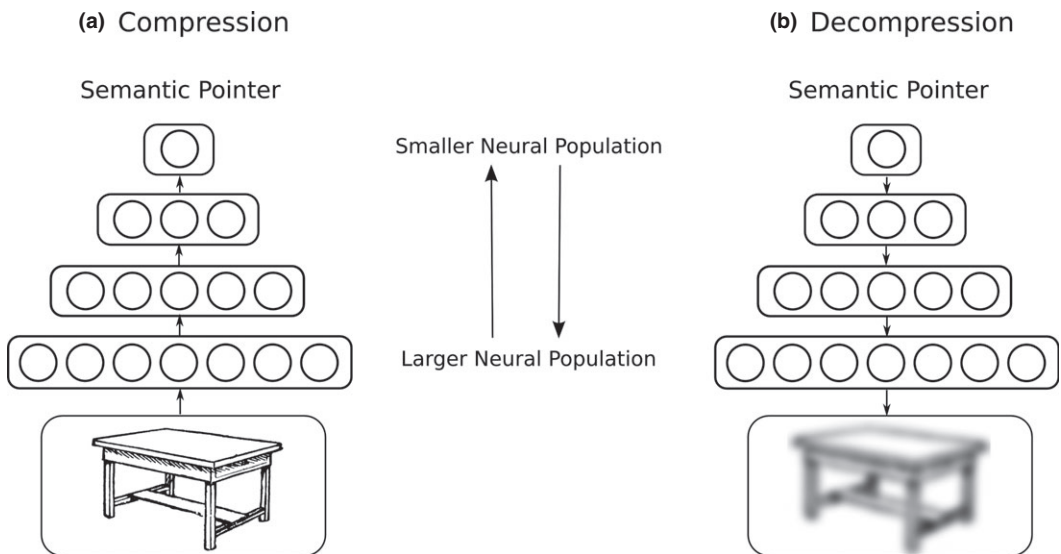 (a) Compression
(b) Decompression
Semantic Pointer
Semantic Pointer
Smaller Neural Population
Larger Neural Population